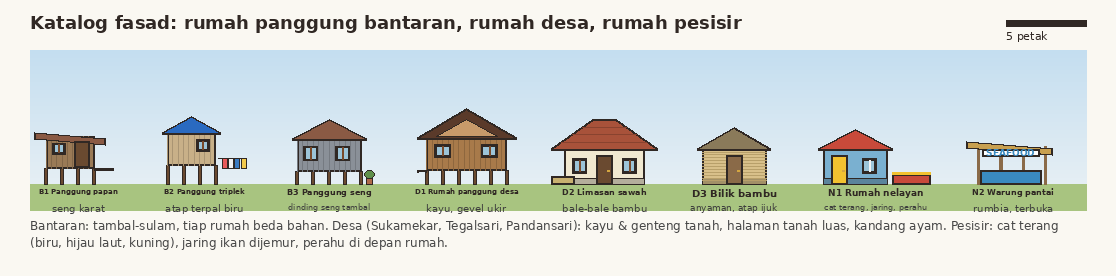 Katalog fasad: rumah panggung bantaran, rumah desa, rumah pesisir
5 petak
B1 Panggung papan
seng karat
B2 Panggung triplek
atap terpal biru
B3 Panggung seng
dinding seng tambal
D1 Rumah panggung desa
kayu, gevel ukir
D2 Limasan sawah
bale-bale bambu
D3 Bilik bambu
anyaman, atap ijuk
N1 Rumah nelayan
cat terang, jaring, perahu
N2 Warung pantai
rumbia, terbuka
Bantaran: tambal-sulam, tiap rumah beda bahan. Desa (Sukamekar, Tegalsari, Pandansari): kayu & genteng tanah, halaman tanah luas, kandang ayam. Pesisir: cat terang
(biru, hijau laut, kuning), jaring ikan dijemur, perahu di depan rumah.